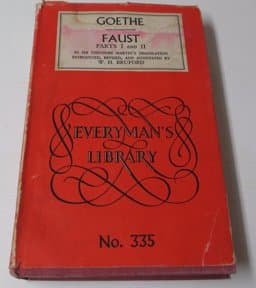 GOETHE
FAUST
PARTS I AND II
IN SIR THEODORE MARTIN'S TRANSLATION
INTRODUCED, REVISED, AND ANNOTATED BY
W. H. BRUFORD
EVERYMAN'S
LIBRARY
No. 335